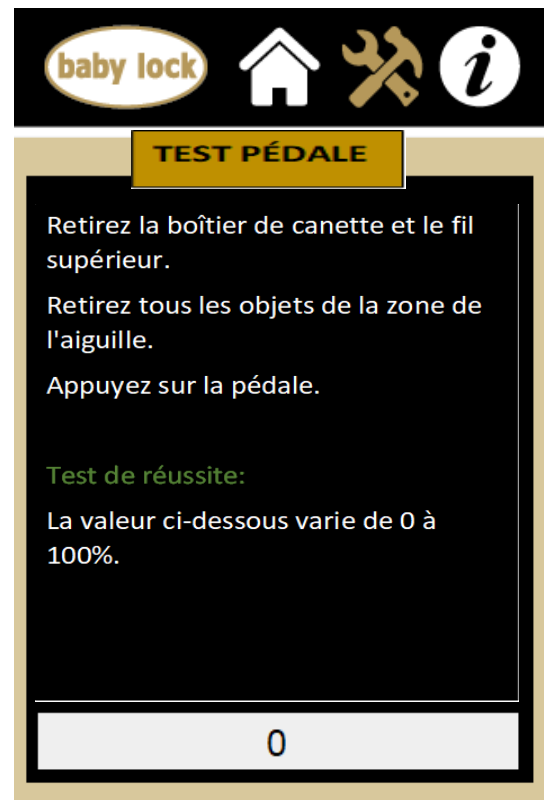 baby lock
i
TEST PÉDALE
Retirez la boîtier de canette et le fil
supérieur.
Retirez tous les objets de la zone de
l'aiguille.
Appuyez sur la pédale.
Test de réussite:
La valeur ci-dessous varie de 0 à
100%.
0